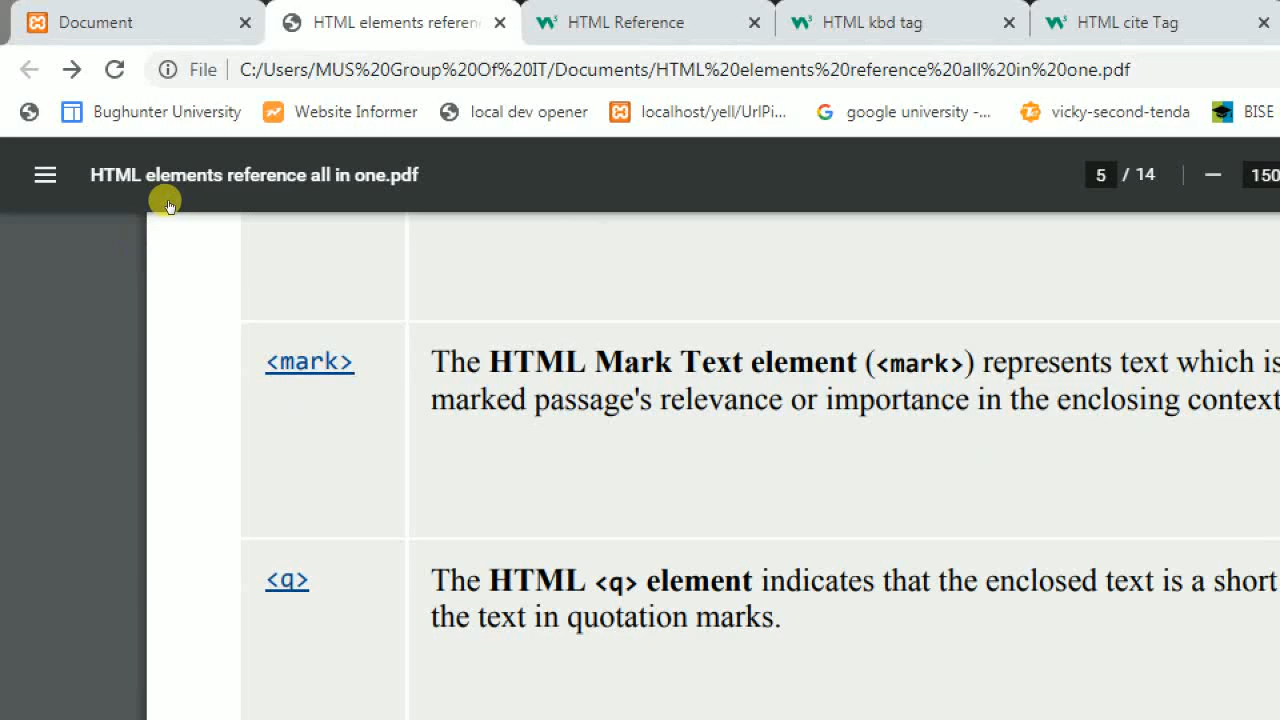 Document
HTML elements referen
HTML Reference
HTML kbd tag
HTML cite Tag
File
C:/Users/MUS%20Group%20Of%20IT/Documents/HTML%20elements%20reference%20all%20in%20one.pdf
Bughunter University
Website Informer
local dev opener
localhost/yell/UrlPi...
google university -...
vicky-second-tenda
BISE
HTML elements reference all in one.pdf
5 / 14
150
<mark>
The HTML Mark Text element (<mark>) represents text which is
marked passage's relevance or importance in the enclosing context
<q>
The HTML <q> element indicates that the enclosed text is a short
the text in quotation marks.